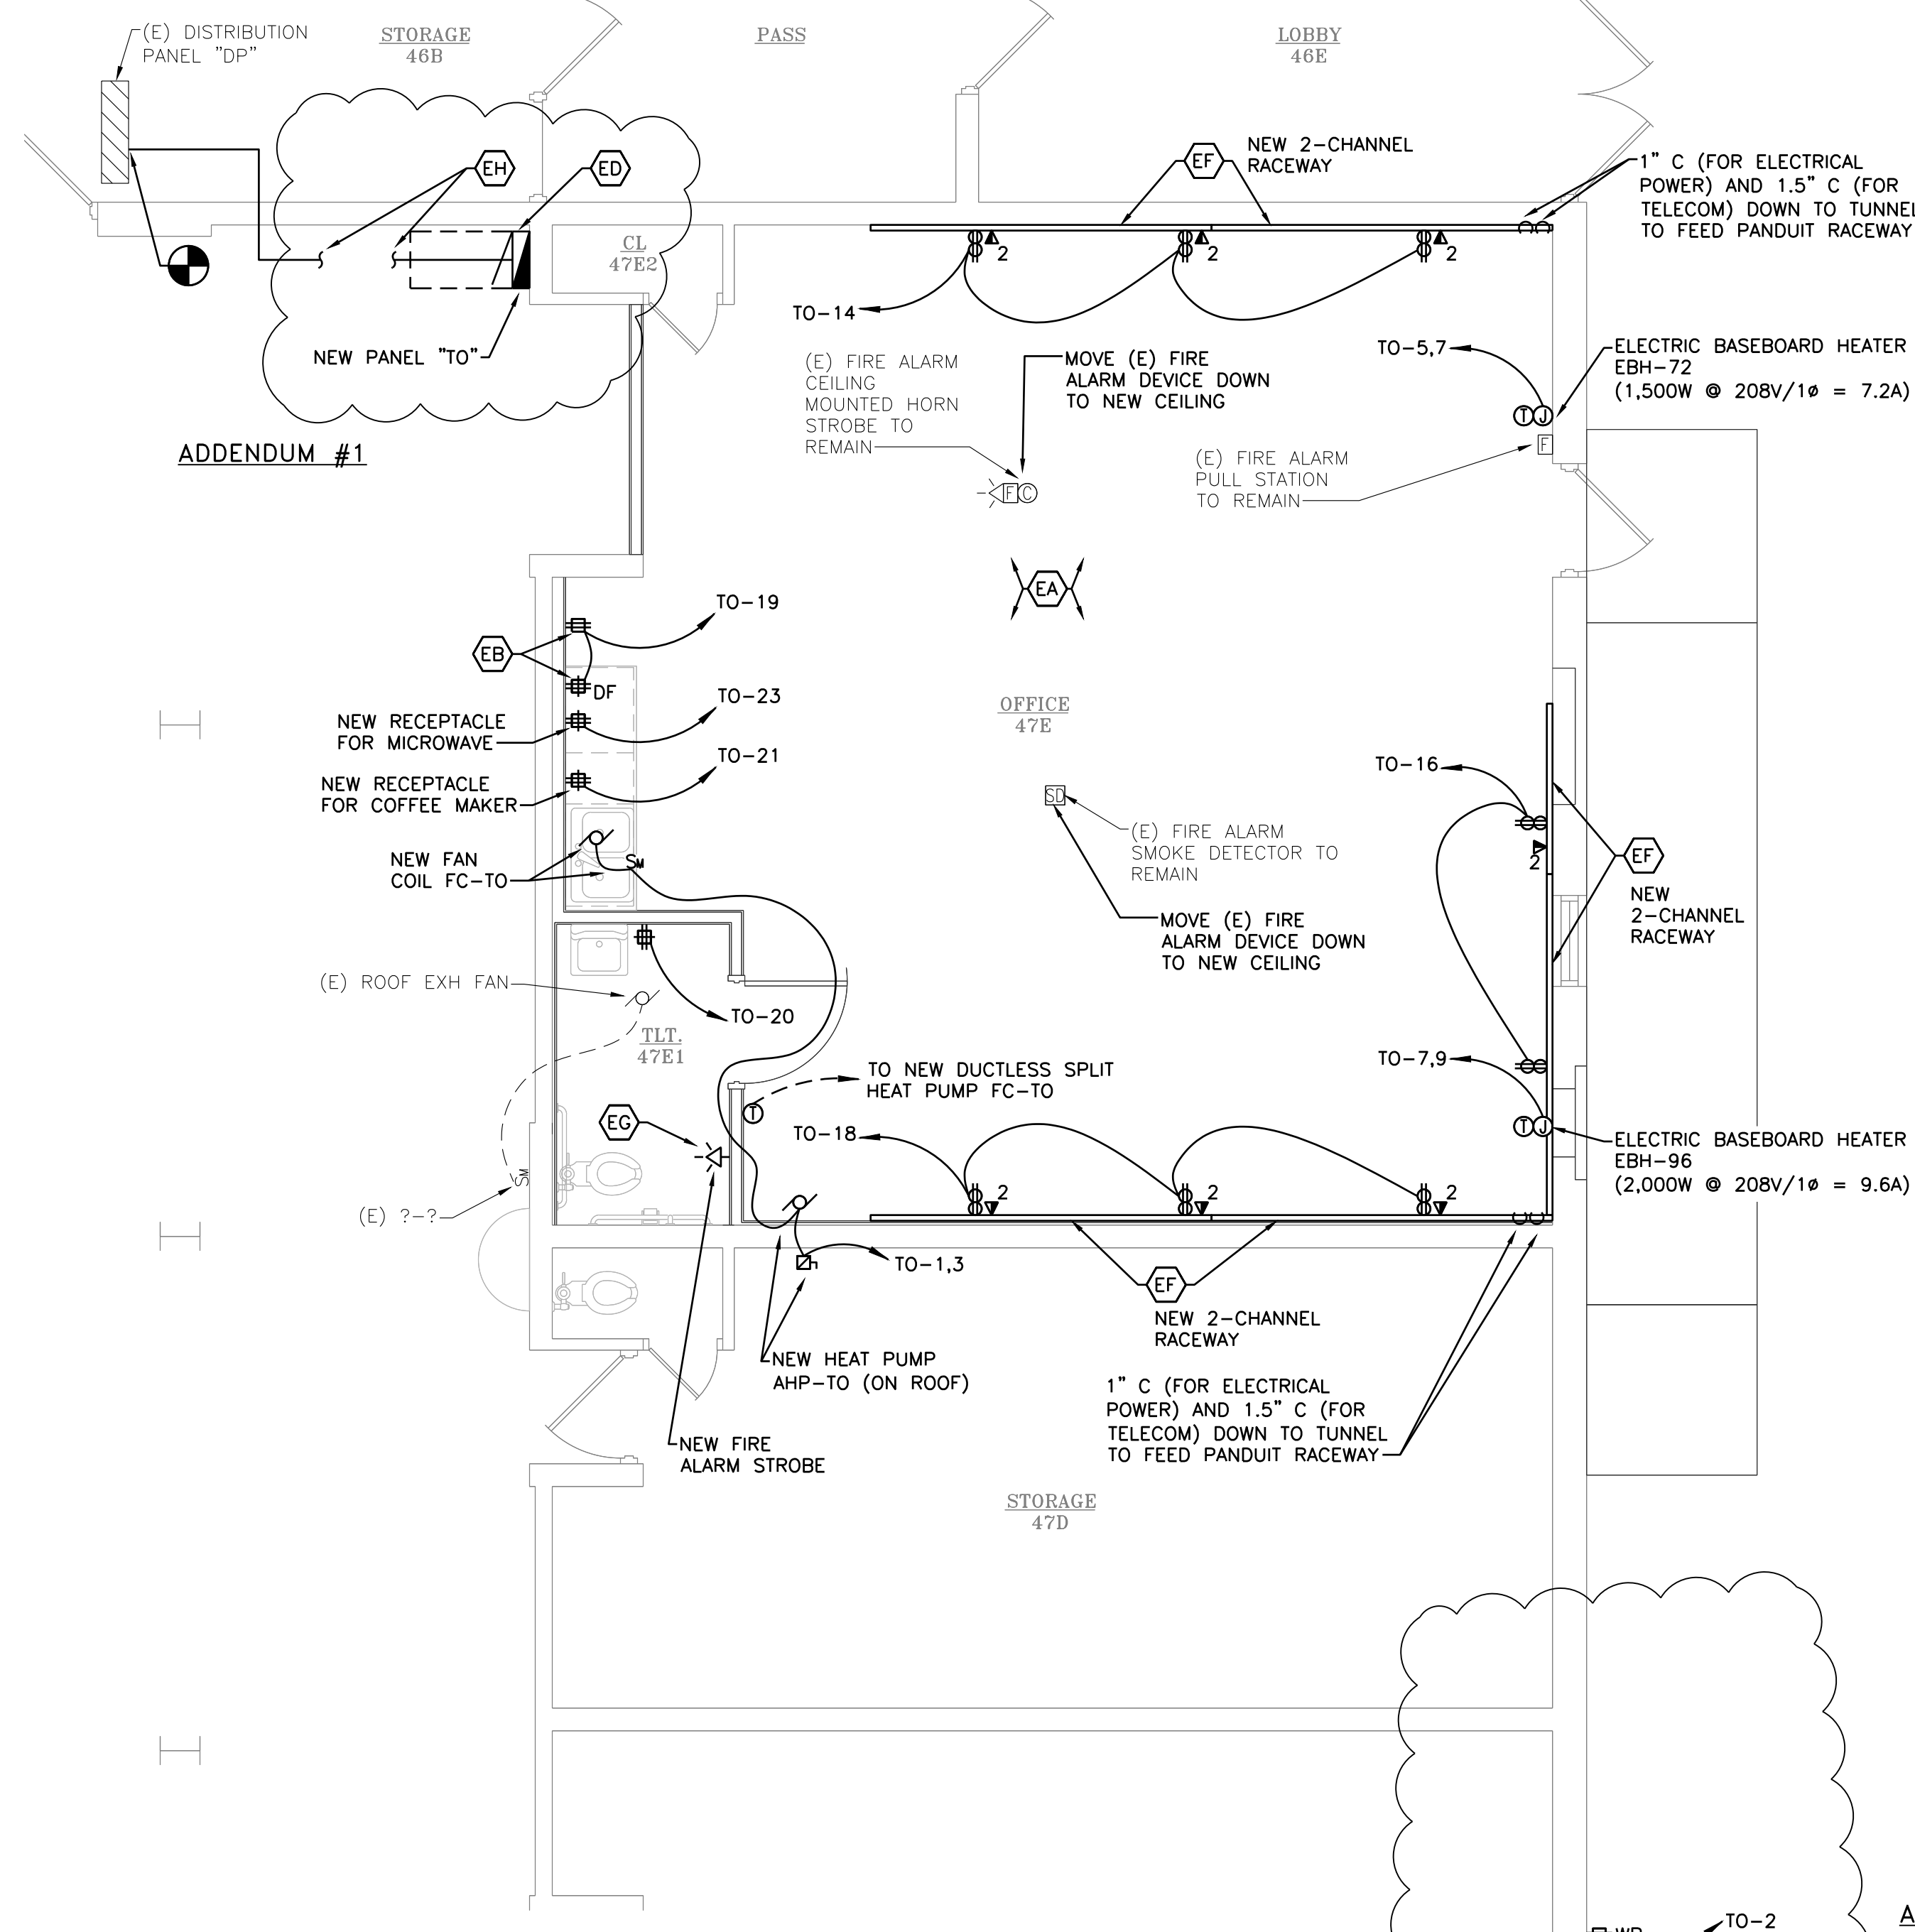 (E) DISTRIBUTION
PANEL "DP"
STORAGE
46B
PASS
LOBBY
46E
EH
ED
EF
NEW 2-CHANNEL
RACEWAY
1" C (FOR ELECTRICAL
POWER) AND 1.5" C (FOR
TELECOM) DOWN TO TUNNEL
TO FEED PANDUIT RACEWAY
CL
47E2
2
2
2
TO-14
NEW PANEL "TO"
ADDENDUM #1
(E) FIRE ALARM
CEILING
MOUNTED HORN
STROBE TO
REMAIN
MOVE (E) FIRE
ALARM DEVICE DOWN
TO NEW CEILING
TO-5,7
ELECTRIC BASEBOARD HEATER
EBH-72
(1,500W @ 208V/1ø = 7.2A)
T J
F
(E) FIRE ALARM
PULL STATION
TO REMAIN
F C
EA
TO-19
EB
DF
TO-23
NEW RECEPTACLE
FOR MICROWAVE
TO-21
NEW RECEPTACLE
FOR COFFEE MAKER
OFFICE
47E
TO-16
SD
(E) FIRE ALARM
SMOKE DETECTOR TO
REMAIN
2
EF
NEW
2-CHANNEL
RACEWAY
NEW FAN
COIL FC-TO
SM
MOVE (E) FIRE
ALARM DEVICE DOWN
TO NEW CEILING
(E) ROOF EXH FAN
TO-20
TLT.
47E1
TO NEW DUCTLESS SPLIT
HEAT PUMP FC-TO
T
TO-7,9
EG
TO-18
T J
ELECTRIC BASEBOARD HEATER
EBH-96
(2,000W @ 208V/1ø = 9.6A)
SM
(E) ?-?
2
2
2
TO-1,3
EF
NEW 2-CHANNEL
RACEWAY
NEW HEAT PUMP
AHP-TO (ON ROOF)
1" C (FOR ELECTRICAL
POWER) AND 1.5" C (FOR
TELECOM) DOWN TO TUNNEL
TO FEED PANDUIT RACEWAY
NEW FIRE
ALARM STROBE
STORAGE
47D
TO-2
A